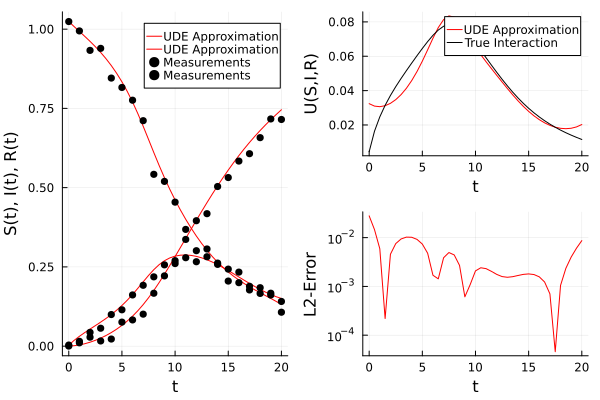 S(t), I(t), R(t)
1.00
0.75
0.50
0.25
0.00
UDE Approximation
UDE Approximation
Measurements
Measurements
0 5 10 15 20
t
U(S,I,R)
0.08
0.06
0.04
0.02
UDE Approximation
True Interaction
0 5 10 15 20
t
L2-Error
10⁻²
10⁻³
10⁻⁴
0 5 10 15 20
t